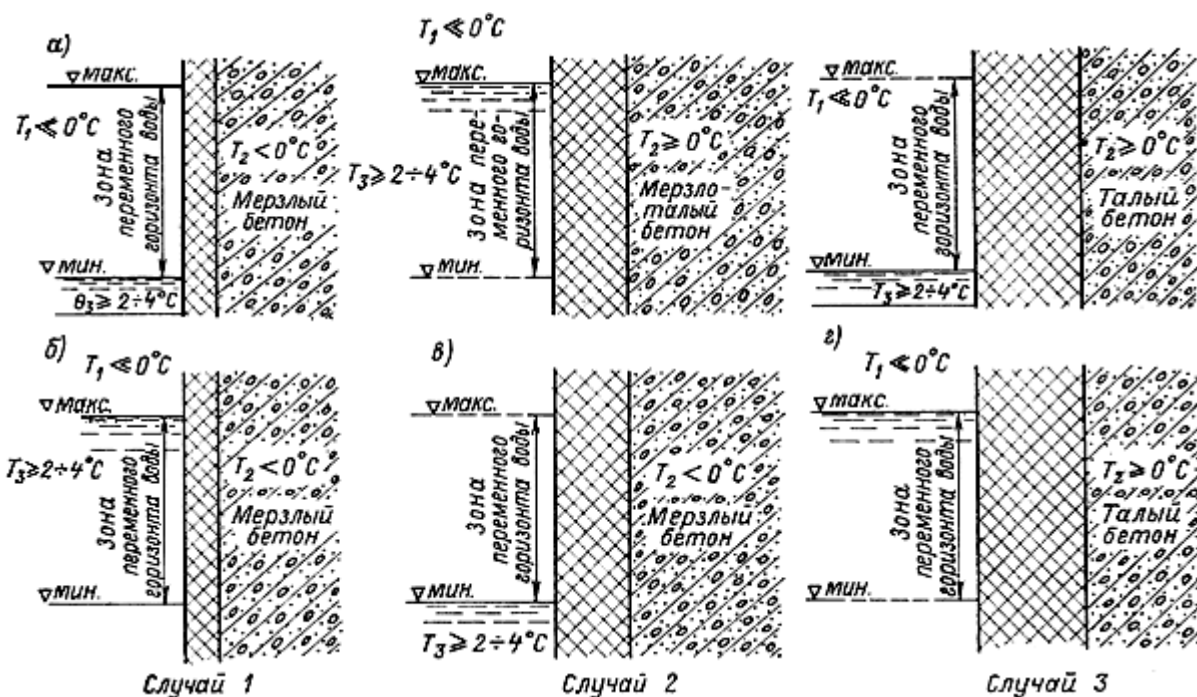 а)
▽макс.
T₁ ≪ 0°C
Зона
переменного
горизонта воды
T₂ < 0°C
Мерзлый
бетон
▽мин.
θ₃ ≥ 2÷4°C
T₁ ≪ 0°C
▽макс.
T₃ ≥ 2÷4°C
Зона пере-
менного го-
ризонта воды
T₂ ≥ 0°C
Мерзло-
талый
бетон
▽мин.
▽макс.
T₁ ≪ 0°C
Зона
переменного
горизонта воды
T₂ ≥ 0°C
Талый
бетон
▽мин.
T₃ ≥ 2÷4°C
б)
T₁ ≪ 0°C
▽макс.
T₃ ≥ 2÷4°C
Зона
переменного
горизонта воды
T₂ < 0°C
Мерзлый
бетон
▽мин.
Случай 1
в)
▽макс.
Зона
переменного
горизонта воды
T₂ < 0°C
Мерзлый
бетон
▽мин.
T₃ ≥ 2÷4°C
Случай 2
г)
T₁ ≪ 0°C
▽макс.
Зона
переменного
горизонта воды
T₂ ≥ 0°C
Талый
бетон
▽мин.
Случай 3